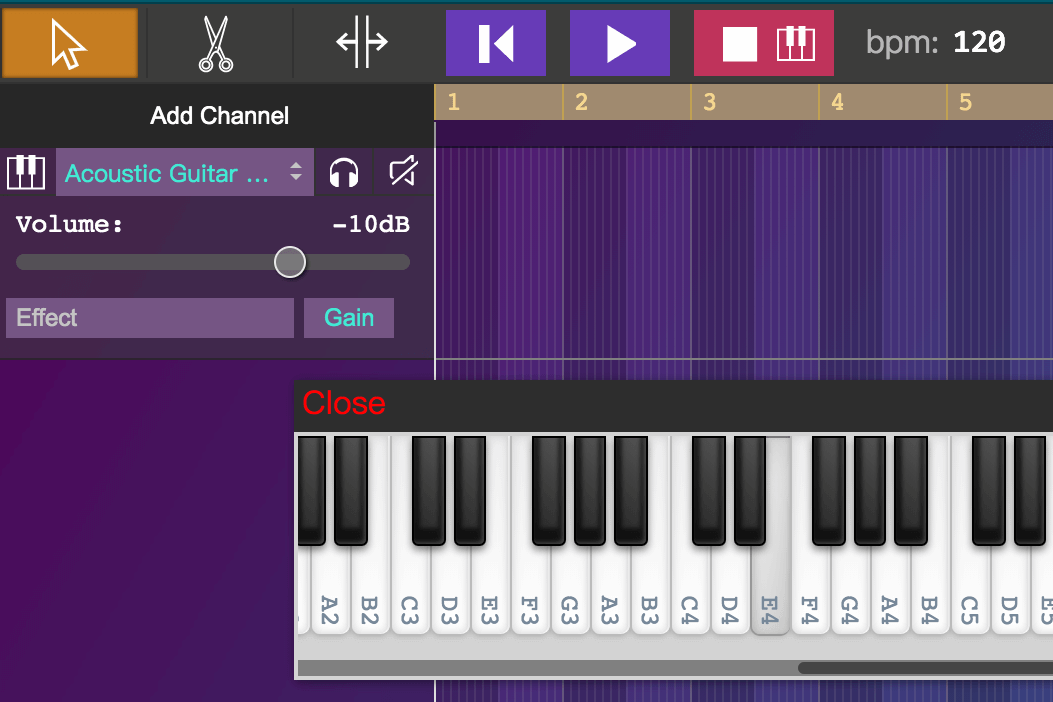 bpm: 120
Add Channel
1 2 3 4 5
Acoustic Guitar ...
Volume: -10dB
Effect Gain
Close
A2 B2 C3 D3 E3 F3 G3 A3 B3 C4 D4 E4 F4 G4 A4 B4 C5 D5